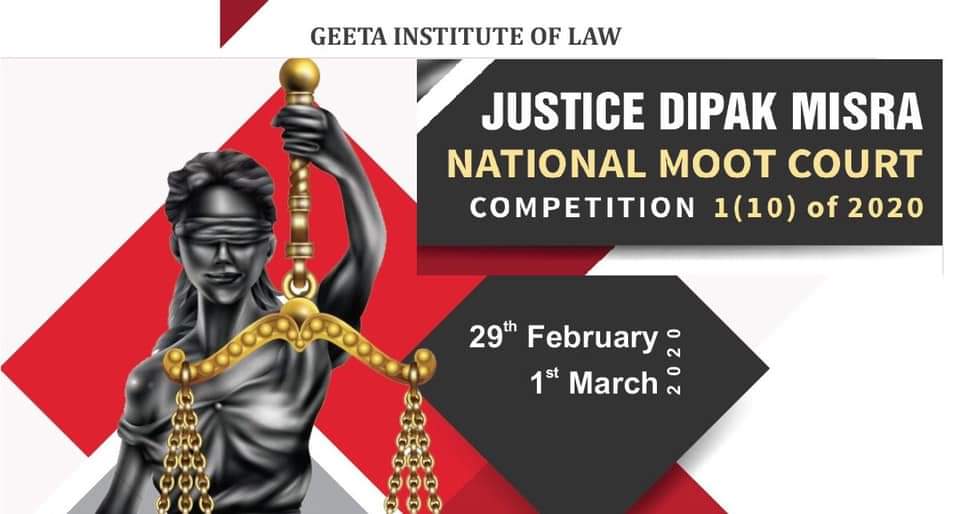 GEETA INSTITUTE OF LAW
JUSTICE DIPAK MISRA
NATIONAL MOOT COURT
COMPETITION 1(10) of 2020
29th February
1st March
2020